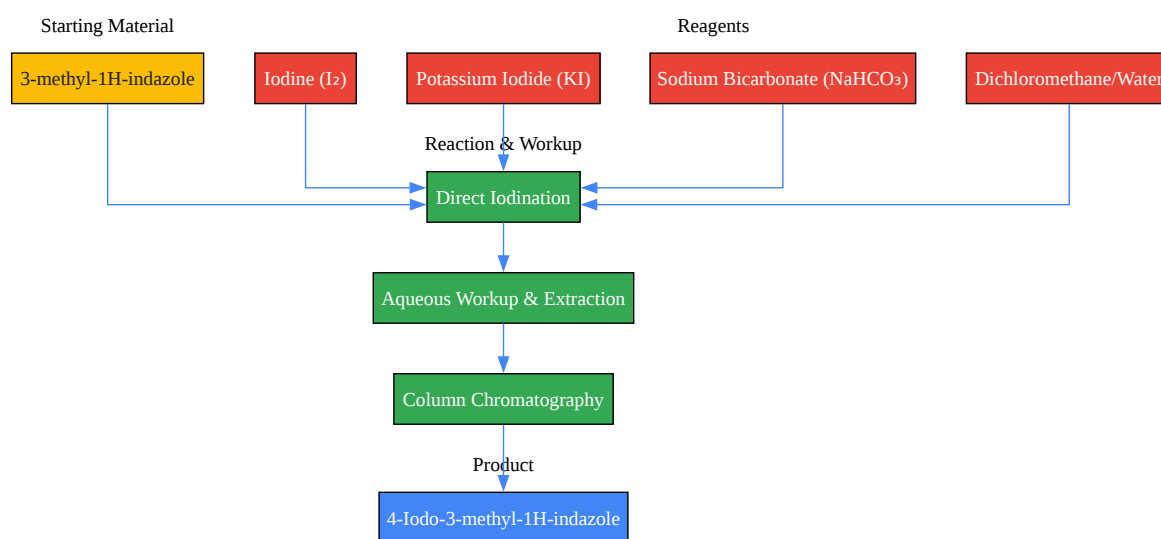 Starting Material
Reagents
3-methyl-1H-indazole
Iodine (I₂)
Potassium Iodide (KI)
Sodium Bicarbonate (NaHCO₃)
Dichloromethane/Water
Reaction & Workup
Direct Iodination
Aqueous Workup & Extraction
Column Chromatography
Product
4-Iodo-3-methyl-1H-indazole